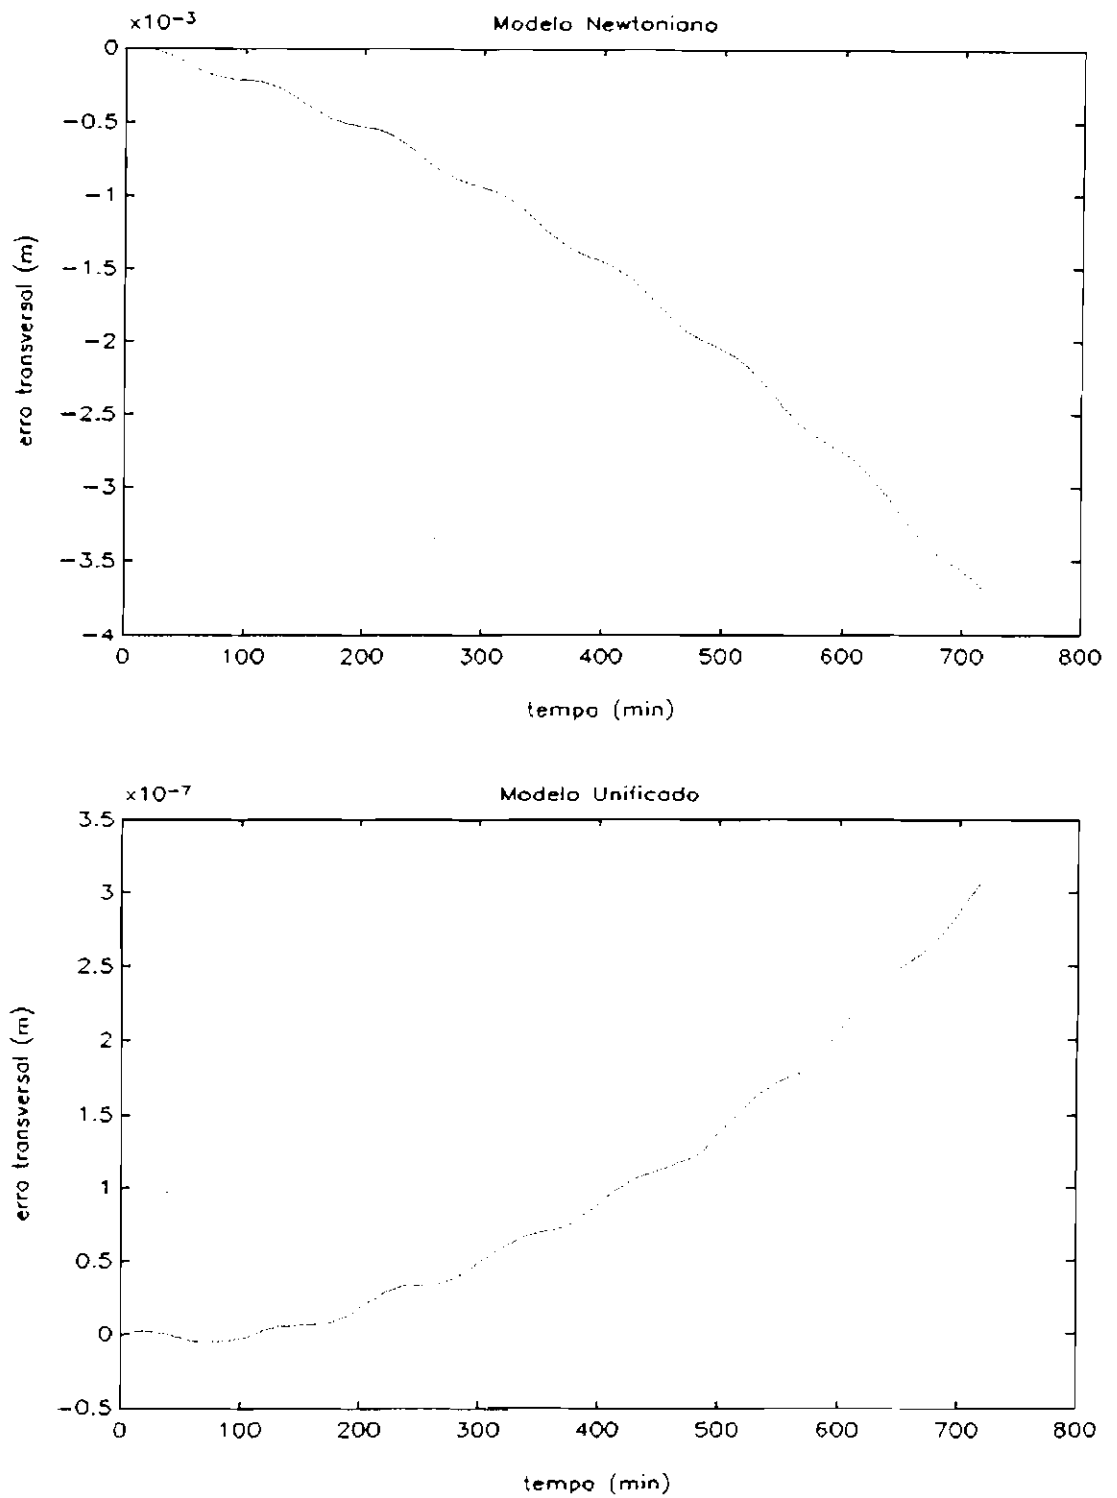 ×10−3
Modelo Newtoniano
0
−0.5
−1
−1.5
−2
−2.5
−3
−3.5
−4
erro transversal (m)
0 100 200 300 400 500 600 700 800
tempo (min)
×10−7
Modelo Unificado
3.5
3
2.5
2
1.5
1
0.5
0
−0.5
erro transversal (m)
0 100 200 300 400 500 600 700 800
tempo (min)